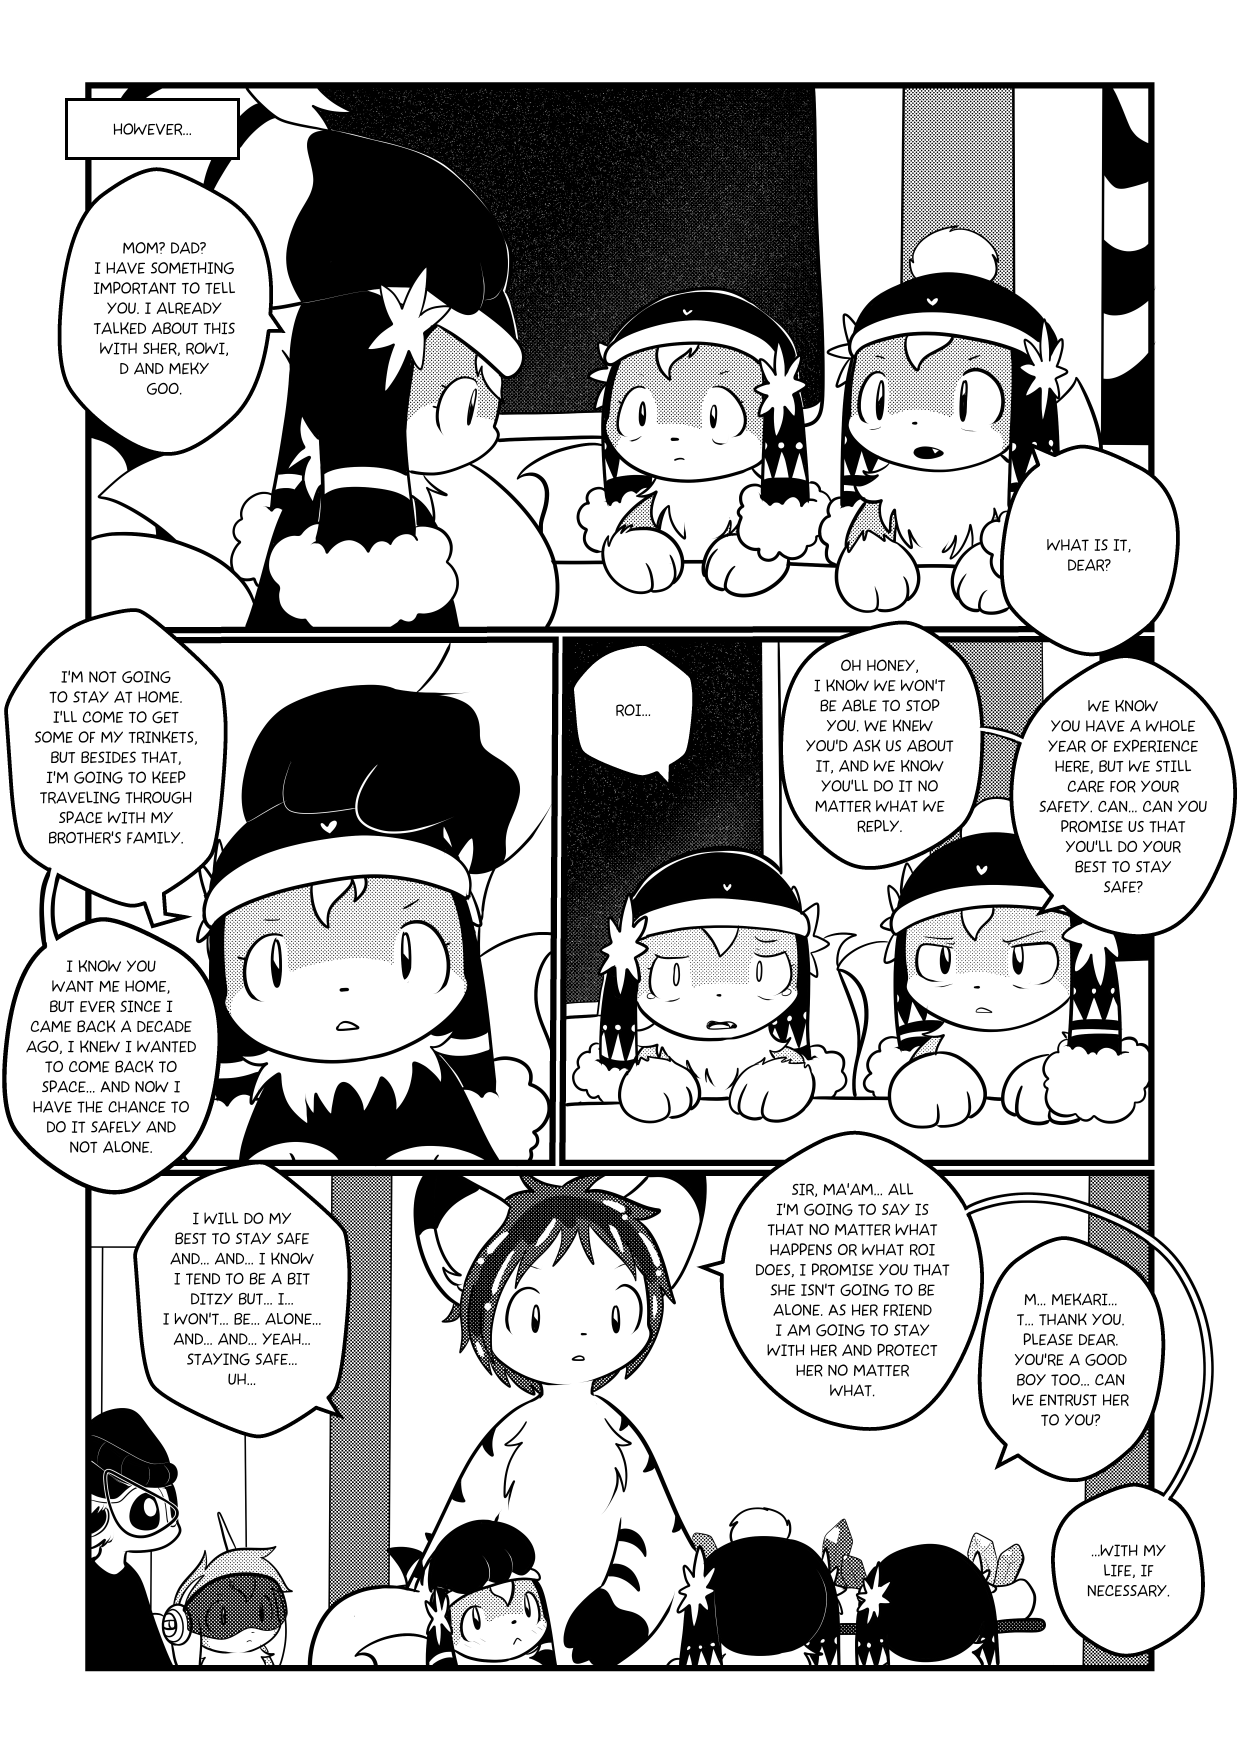 HOWEVER...
MOM? DAD?
I HAVE SOMETHING
IMPORTANT TO TELL
YOU. I ALREADY
TALKED ABOUT THIS
WITH SHER, ROWI,
D AND MEKY
GOO.
WHAT IS IT,
DEAR?
I'M NOT GOING
TO STAY AT HOME.
I'LL COME TO GET
SOME OF MY TRINKETS,
BUT BESIDES THAT,
I'M GOING TO KEEP
TRAVELING THROUGH
SPACE WITH MY
BROTHER'S FAMILY.
I KNOW YOU
WANT ME HOME,
BUT EVER SINCE I
CAME BACK A DECADE
AGO, I KNEW I WANTED
TO COME BACK TO
SPACE... AND NOW I
HAVE THE CHANCE TO
DO IT SAFELY AND
NOT ALONE.
ROI...
OH HONEY,
I KNOW WE WON'T
BE ABLE TO STOP
YOU. WE KNEW
YOU'D ASK US ABOUT
IT, AND WE KNOW
YOU'LL DO IT NO
MATTER WHAT WE
REPLY.
WE KNOW
YOU HAVE A WHOLE
YEAR OF EXPERIENCE
HERE, BUT WE STILL
CARE FOR YOUR
SAFETY. CAN... CAN YOU
PROMISE US THAT
YOU'LL DO YOUR
BEST TO STAY
SAFE?
I WILL DO MY
BEST TO STAY SAFE
AND... AND... I KNOW
I TEND TO BE A BIT
DITZY BUT... I...
I WON'T... BE... ALONE...
AND... AND... YEAH...
STAYING SAFE...
UH...
SIR, MA'AM... ALL
I'M GOING TO SAY IS
THAT NO MATTER WHAT
HAPPENS OR WHAT ROI
DOES, I PROMISE YOU THAT
SHE ISN'T GOING TO BE
ALONE. AS HER FRIEND
I AM GOING TO STAY
WITH HER AND PROTECT
HER NO MATTER
WHAT.
M... MEKARI...
T... THANK YOU.
PLEASE DEAR.
YOU'RE A GOOD
BOY TOO... CAN
WE ENTRUST HER
TO YOU?
...WITH MY
LIFE, IF
NECESSARY.